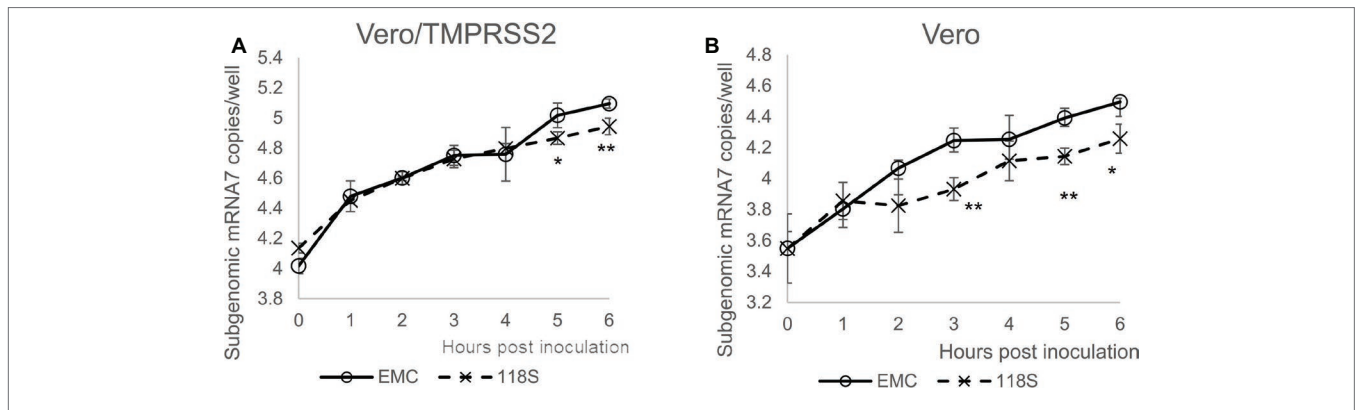 A
Vero/TMPRSS2
Subgenomic mRNA7 copies/well
5.4
5.2
5
4.8
4.6
4.4
4.2
4
3.8
*
**
0 1 2 3 4 5 6
Hours post inoculation
EMC 118S
B
Vero
Subgenomic mRNA7 copies/well
4.8
4.6
4.4
4.2
4
3.8
3.6
3.4
3.2
**
**
*
0 1 2 3 4 5 6
Hours post inoculation
EMC 118S